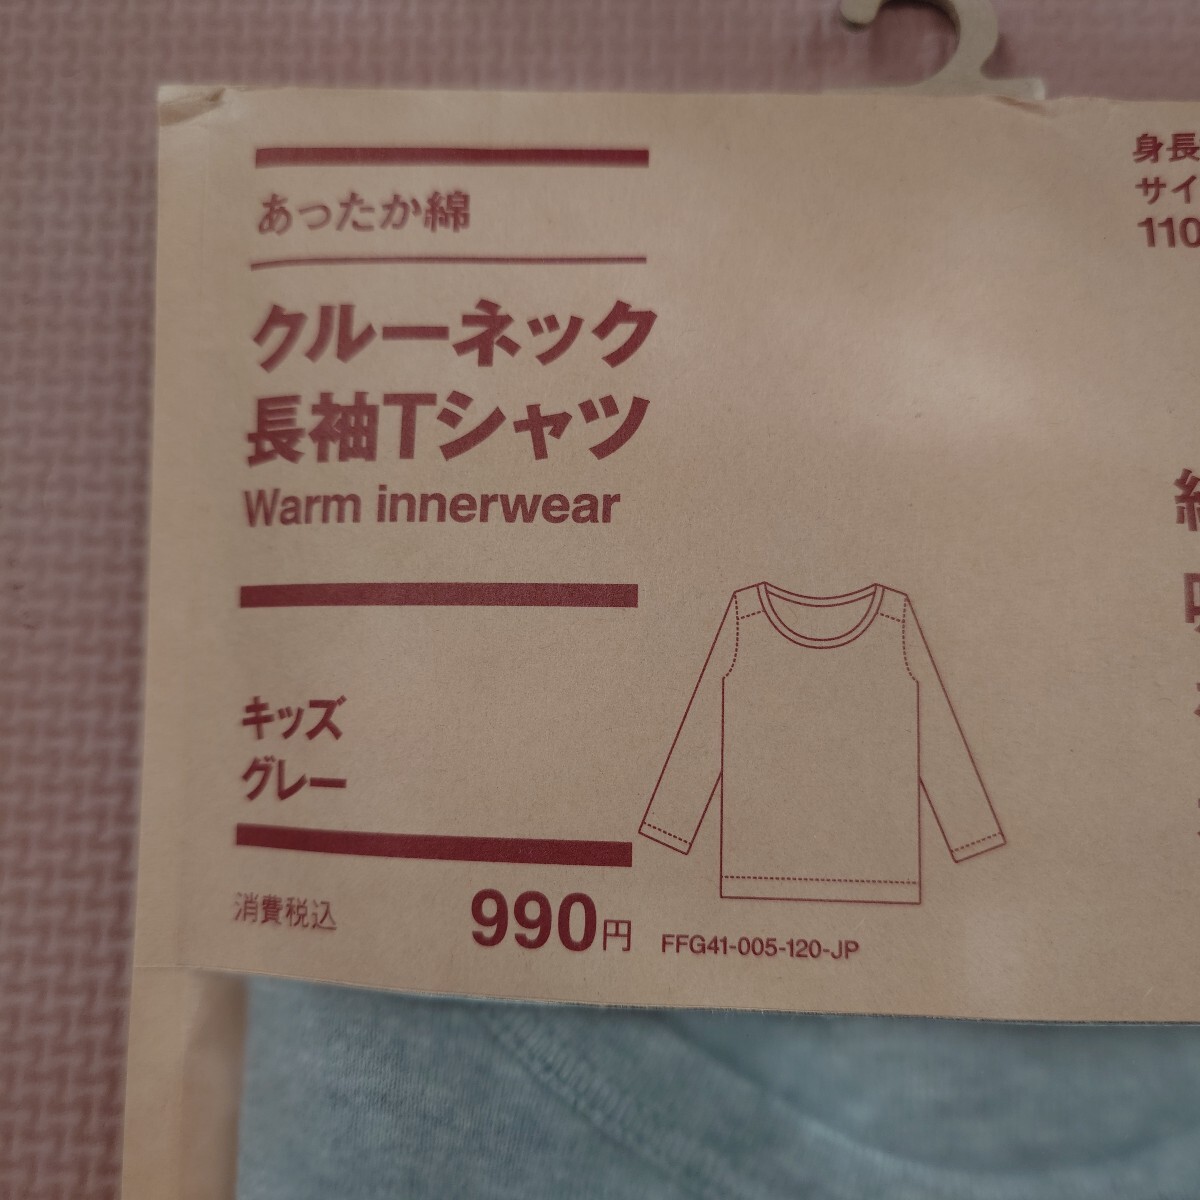 あったか綿
クルーネック
長袖Tシャツ
Warm innerwear
キッズ
グレー
消費税込 990円
FFG41-005-120-JP
身長
サイ
110